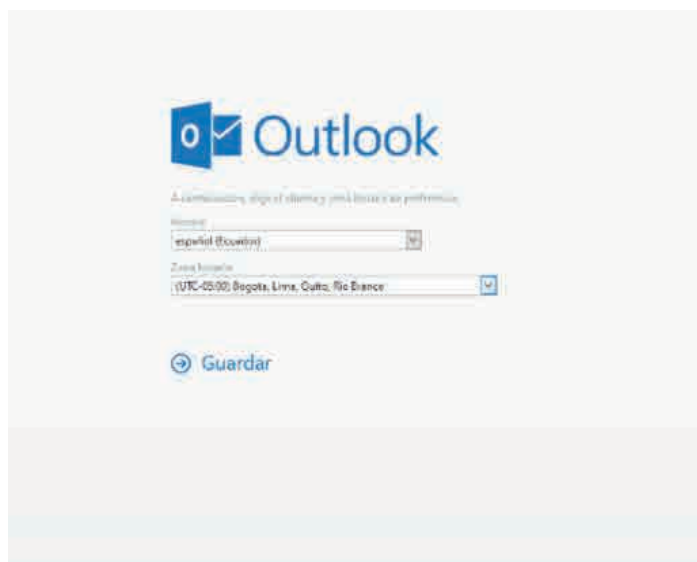 Outlook
A continuación, elija el idioma y zona horaria de preferencia.
Idioma:
español (Ecuador)
Zona horaria:
(UTC-05:00) Bogota, Lima, Quito, Rio Branco
Guardar